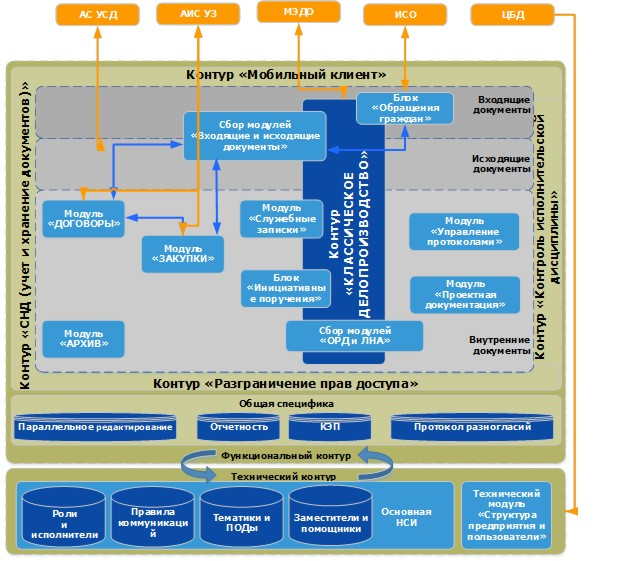 АС УСД
АИС УЗ
МЭДО
ИСО
ЦБД
Контур «Мобильный клиент»
Контур «СНД (учет и хранение документов)»
Контур «Контроль исполнительской
дисциплины»
Входящие
документы
Исходящие
документы
Внутренние
документы
Блок
«Обращения
граждан»
Сбор модулей
«Входящие и исходящие
документы»
Контур
«КЛАССИЧЕСКОЕ
ДЕЛОПРОИЗВОДСТВО»
Модуль
«ДОГОВОРЫ»
Модуль
«ЗАКУПКИ»
Модуль
«Служебные
записки»
Модуль
«Управление
протоколами»
Блок
«Инициативны
е поручения»
Модуль
«Проектная
документация»
Модуль
«АРХИВ»
Сбор модулей
«ОРД и ЛНА»
Контур «Разграничение прав доступа»
Общая специфика
Параллельное редактирование
Отчетность
КЭП
Протокол разногласий
Функциональный контур
Технический контур
Роли
и
исполнители
Правила
коммуникаци
й
Тематики и
ПОДы
Заместители и
помощники
Основная
НСИ
Технический
модуль
«Структура
предприятия и
пользователи»